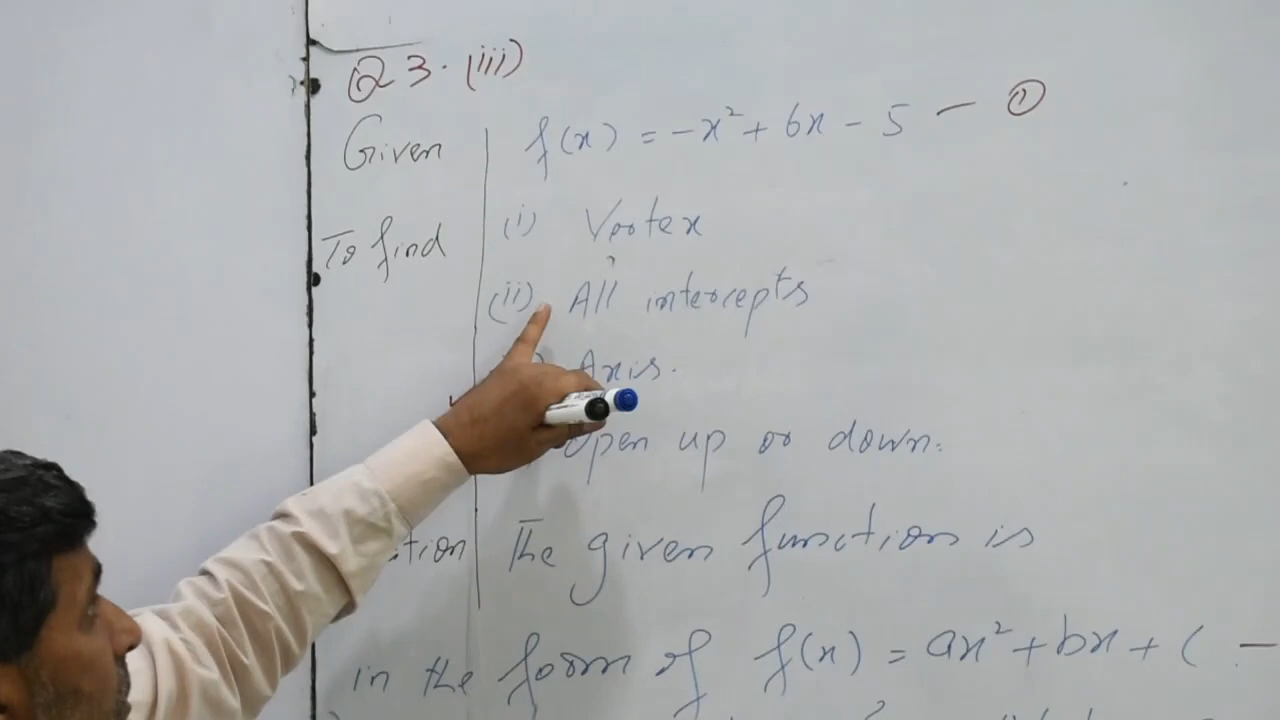 Q3. (iii)
Given f(x) = -x² + 6x - 5 — ①
To find (i) Vertex
(ii) All intercepts
Axis.
Open up or down.
tion The given function is
in the form of f(x) = ax² + bx + c —